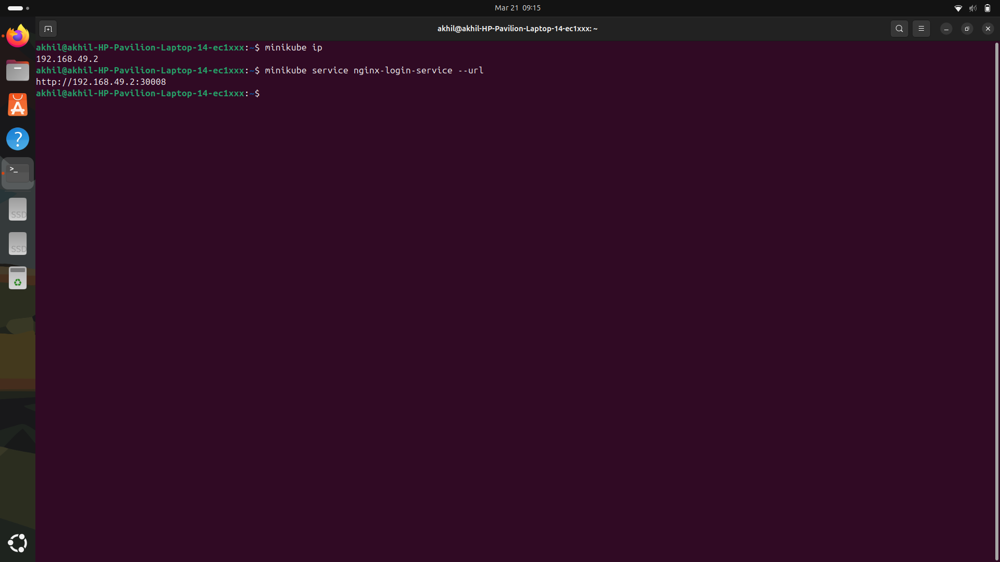 Mar 21 09:15
akhil@akhil-HP-Pavilion-Laptop-14-ec1xxx: ~
akhil@akhil-HP-Pavilion-Laptop-14-ec1xxx:~$ minikube ip
192.168.49.2
akhil@akhil-HP-Pavilion-Laptop-14-ec1xxx:~$ minikube service nginx-login-service --url
http://192.168.49.2:30008
akhil@akhil-HP-Pavilion-Laptop-14-ec1xxx:~$
?
>_
SSD
SSD